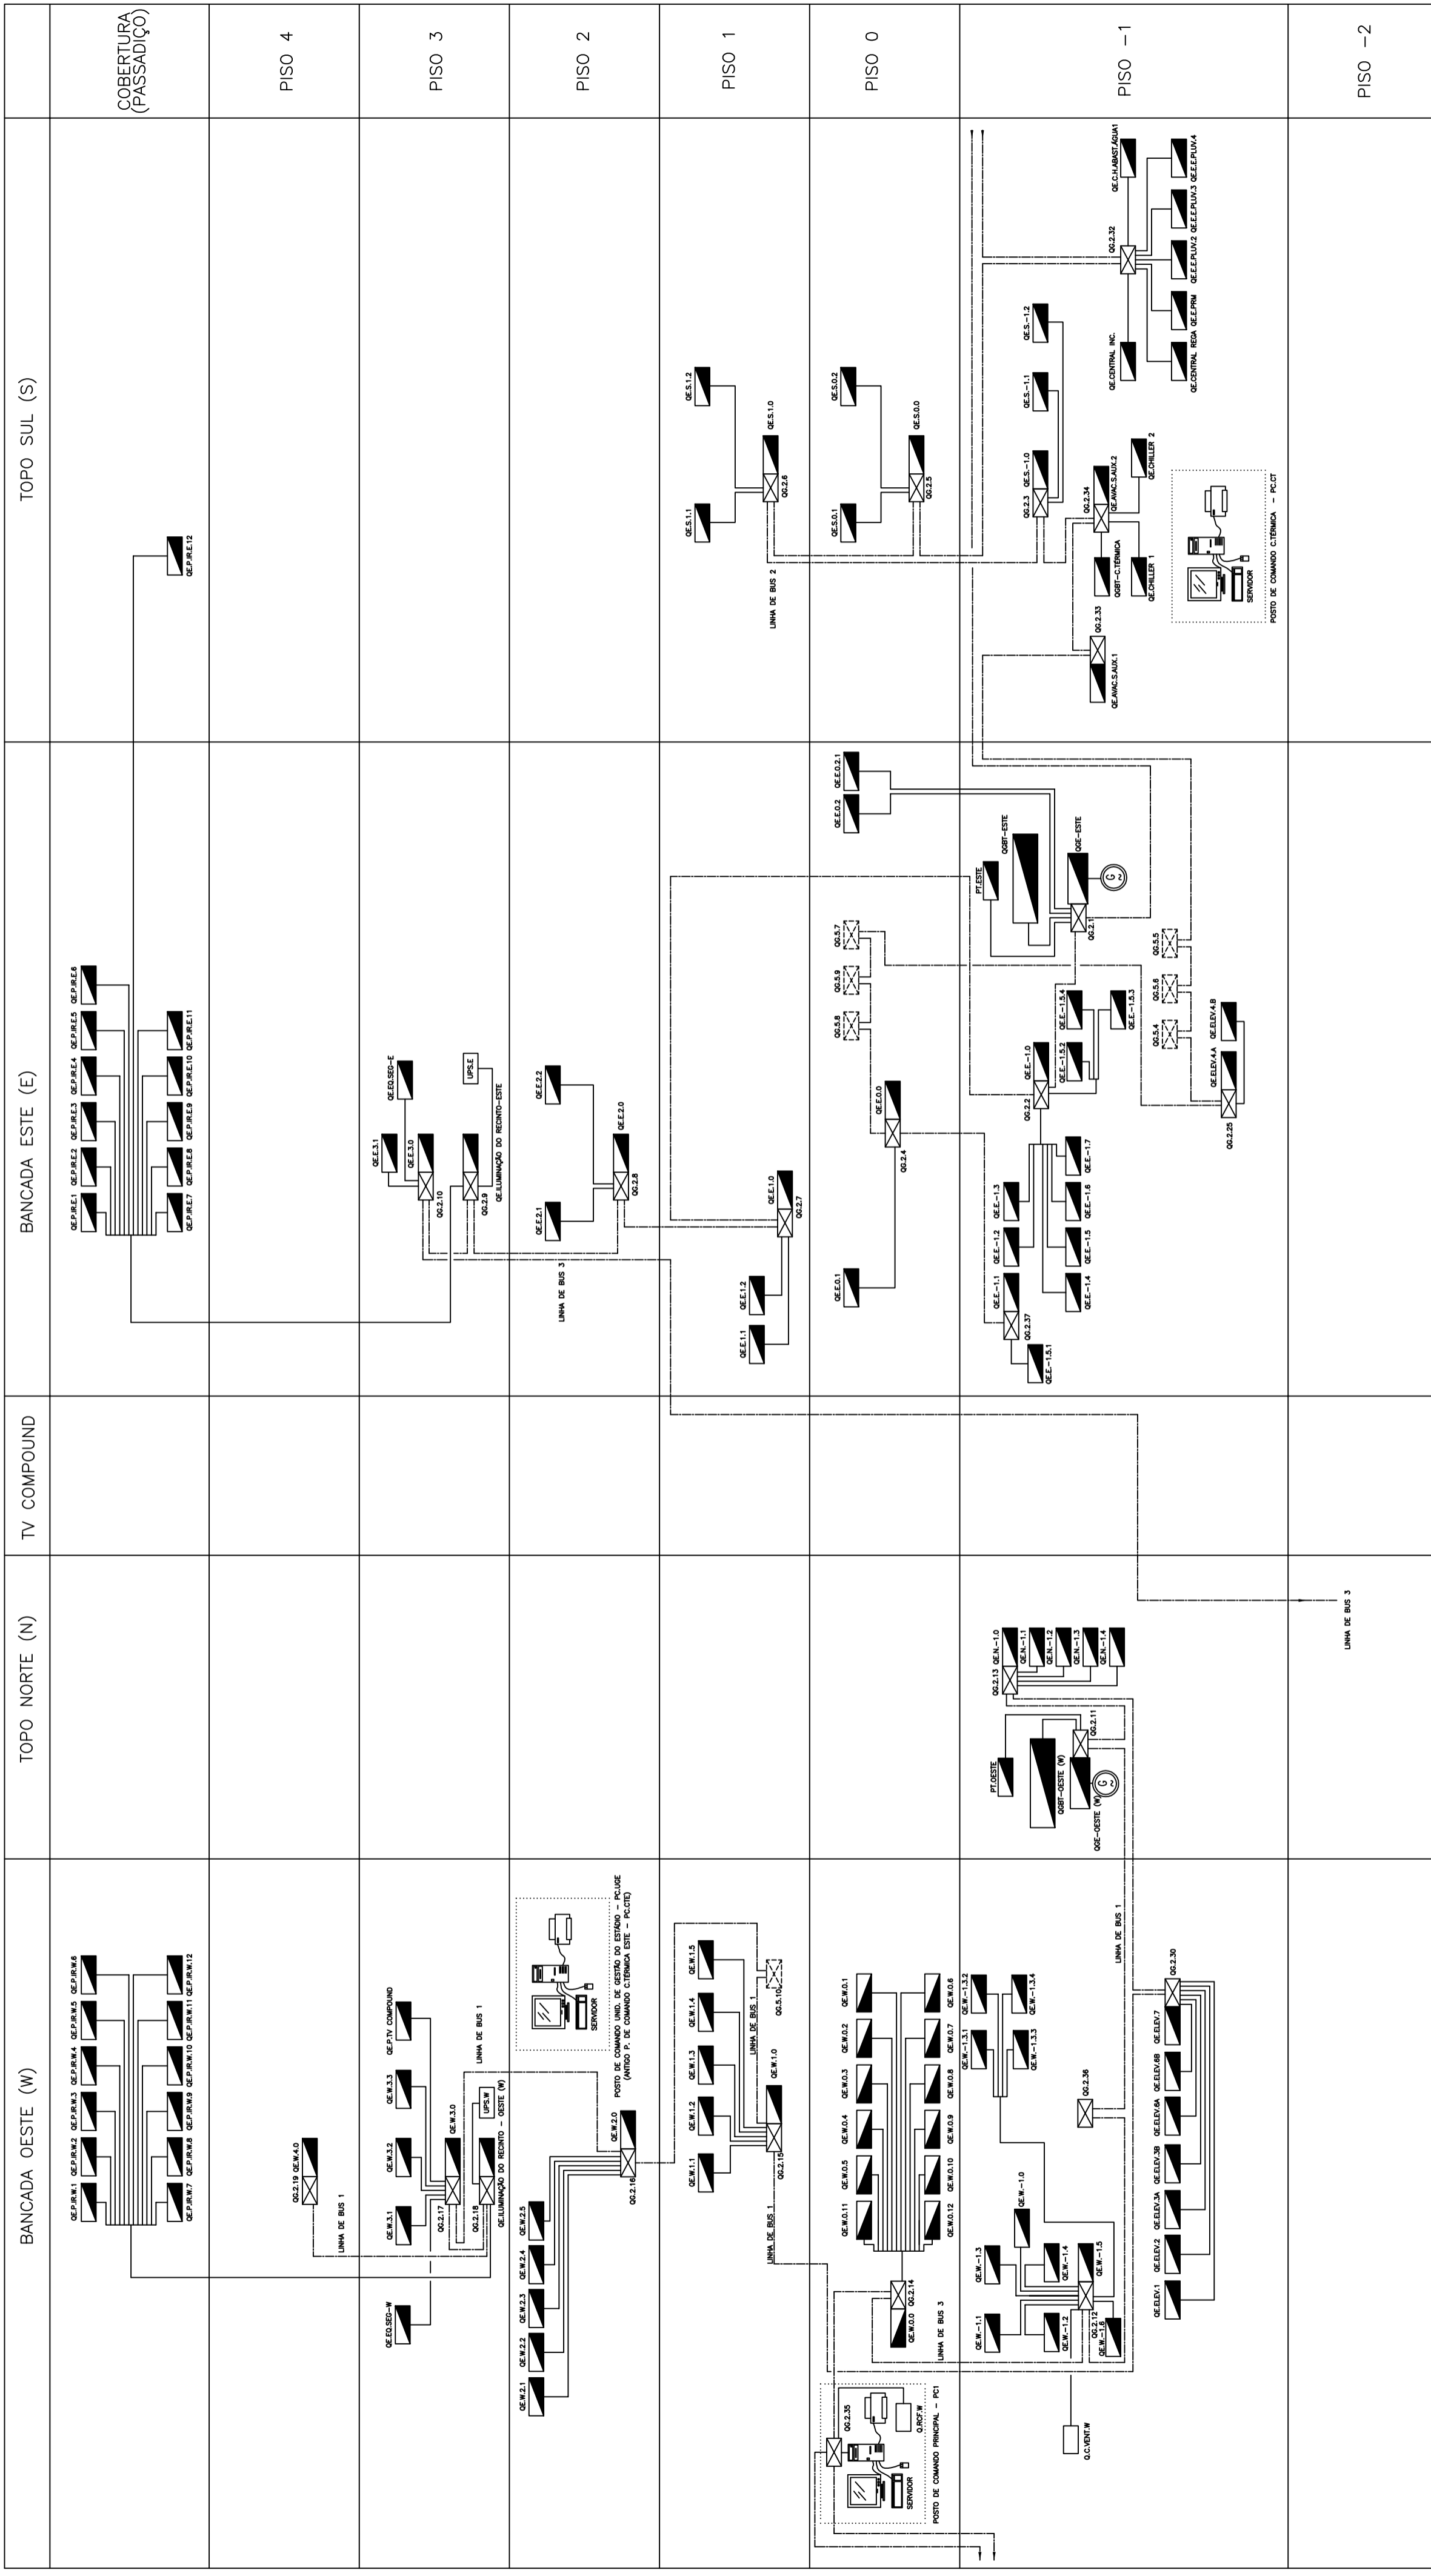 BANCADA OESTE (W)
TOPO NORTE (N)
TV COMPOUND
BANCADA ESTE (E)
TOPO SUL (S)
COBERTURA
(PASSADIÇO)
QE.P.IR.W.1
QE.P.IR.W.2
QE.P.IR.W.3
QE.P.IR.W.4
QE.P.IR.W.5
QE.P.IR.W.6
QE.P.IR.W.7
QE.P.IR.W.8
QE.P.IR.W.9
QE.P.IR.W.10
QE.P.IR.W.11
QE.P.IR.W.12
QE.P.IR.E.1
QE.P.IR.E.2
QE.P.IR.E.3
QE.P.IR.E.4
QE.P.IR.E.5
QE.P.IR.E.6
QE.P.IR.E.7
QE.P.IR.E.8
QE.P.IR.E.9
QE.P.IR.E.10
QE.P.IR.E.11
QE.P.IR.E.12
PISO 4
QG.2.19
QE.W.4.0
LINHA DE BUS 1
PISO 3
QE.EQ.SEG-W
QE.W.3.1
QE.W.3.2
QE.W.3.3
QE.P.TV COMPOUND
QG.2.17
QE.W.3.0
QG.2.18
UPS.W
QE.ILUMINAÇÃO DO RECINTO - OESTE (W)
LINHA DE BUS 1
QE.E.3.1
QE.EQ.SEG-E
QE.E.3.0
QG.2.10
UPS.E
QG.2.9
QE.ILUMINAÇÃO DO RECINTO-ESTE
PISO 2
QE.W.2.1
QE.W.2.2
QE.W.2.3
QE.W.2.4
QE.W.2.5
QG.2.16
QE.W.2.0
SERVIDOR
POSTO DE COMANDO UNID. DE GESTÃO DO ESTÁDIO - PC.UGE
(ANTIGO P. DE COMANDO C.TÉRMICA ESTE - PC.CTE)
QE.E.2.1
QE.E.2.2
QE.E.2.0
QG.2.8
LINHA DE BUS 3
PISO 1
QE.W.1.1
QE.W.1.2
QE.W.1.3
QE.W.1.4
QE.W.1.5
QG.2.15
QE.W.1.0
QG.5.10
LINHA DE BUS 1
LINHA DE BUS 1
QE.E.1.1
QE.E.1.2
QE.E.1.0
QG.2.7
QE.S.1.1
QE.S.1.2
QE.S.1.0
QG.2.6
LINHA DE BUS 2
PISO 0
QG.2.35
Q.RCF.W
SERVIDOR
POSTO DE COMANDO PRINCIPAL - PC1
QE.W.0.11
QE.W.0.5
QE.W.0.4
QE.W.0.3
QE.W.0.2
QE.W.0.1
QE.W.0.12
QE.W.0.10
QE.W.0.9
QE.W.0.8
QE.W.0.7
QE.W.0.6
QG.2.14
QE.W.0.0
LINHA DE BUS 3
QE.E.0.1
QG.5.8
QG.5.9
QG.5.7
QE.E.0.0
QG.2.4
QE.E.0.2
QE.E.0.2.1
QE.S.0.1
QE.S.0.2
QE.S.0.0
QG.2.5
PISO -1
Q.C.VENT.W
QE.W.-1.1
QE.W.-1.2
QE.W.-1.3
QE.W.-1.0
QE.W.-1.4
QE.W.-1.5
QG.2.12
QE.W.-1.6
QE.W.-1.3.1
QE.W.-1.3.2
QE.W.-1.3.3
QE.W.-1.3.4
QG.2.36
LINHA DE BUS 1
QE.ELEV.1
QE.ELEV.2
QE.ELEV.3A
QE.ELEV.3B
QE.ELEV.6A
QE.ELEV.6B
QE.ELEV.7
QG.2.30
PT.OESTE
QGBT-OESTE (W)
QGE-OESTE (W)
G
~
QG.2.11
QG.2.13
QE.N.-1.0
QE.N.-1.1
QE.N.-1.2
QE.N.-1.3
QE.N.-1.4
QE.E.-1.1
QE.E.-1.2
QE.E.-1.3
QG.2.37
QE.E.-1.5.1
QE.E.-1.4
QE.E.-1.5
QE.E.-1.6
QE.E.-1.7
QG.2.2
QE.E.-1.0
QE.E.-1.5.2
QE.E.-1.5.4
QE.E.-1.5.3
PT.ESTE
QGBT-ESTE
QGE-ESTE
QG.2.1
G
~
QG.5.4
QG.5.6
QG.5.5
QE.ELEV.4.A
QE.ELEV.4.B
QG.2.25
QE.AVAC.S.AUX.1
QG.2.33
QG.2.3
QE.S.-1.0
QE.S.-1.1
QE.S.-1.2
QG.2.34
QE.AVAC.S.AUX.2
QGBT-C.TÉRMICA
QE.CHILLER 1
QE.CHILLER 2
SERVIDOR
POSTO DE COMANDO C.TÉRMICA - PC.CT
QG.2.32
QE.C.H.ABAST.ÁGUA1
QE.CENTRAL INC.
QE.CENTRAL REGA
QE.E.PRM
QE.E.E.PLUV.2
QE.E.E.PLUV.3
QE.E.E.PLUV.4
PISO -2
LINHA DE BUS 3